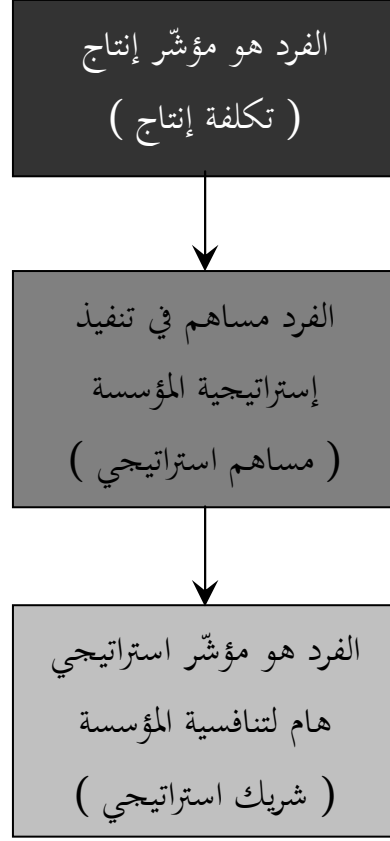 الفرد هو مؤشّر إنتاج
( تكلفة إنتاج )
الفرد مساهم في تنفيذ
إستراتيجية المؤسسة
( مساهم استراتيجي )
الفرد هو مؤشّر استراتيجي
هام لتنافسية المؤسسة
( شريك استراتيجي )